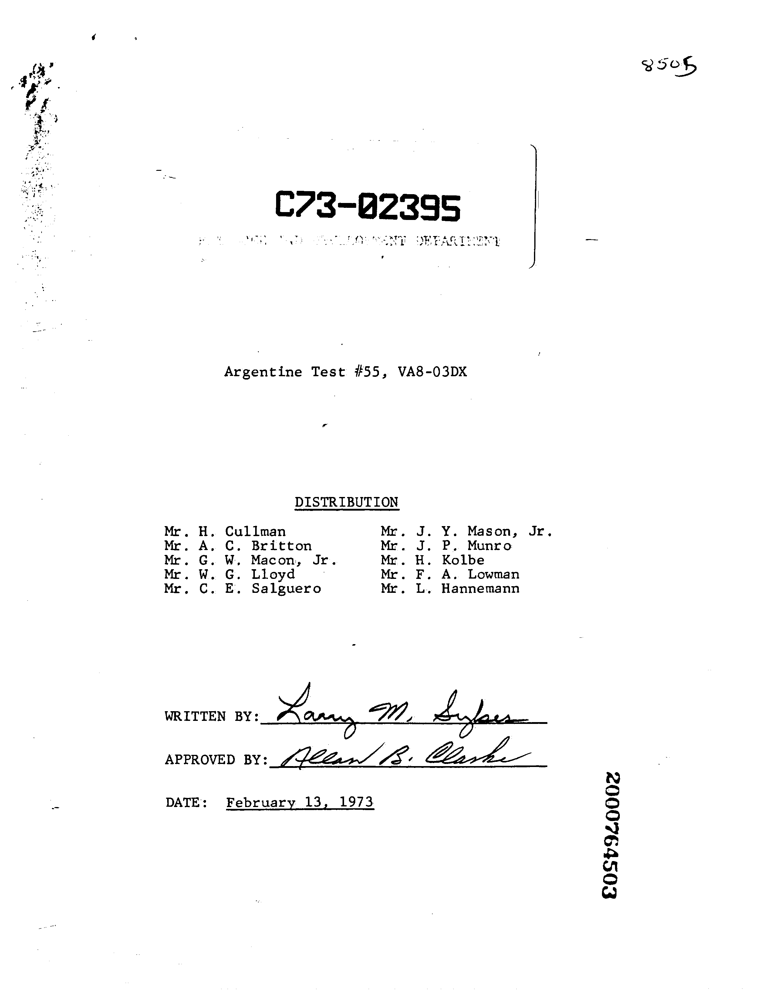 8505
C73-02395
DEPARTMENT
Argentine Test #55, VA8-03DX
DISTRIBUTION
Mr. H. Cullman Mr. J. Y. Mason, Jr.
Mr. A. C. Britton Mr. J. P. Munro
Mr. G. W. Macon, Jr. Mr. H. Kolbe
Mr. W. G. Lloyd Mr. F. A. Lowman
Mr. C. E. Salguero Mr. L. Hannemann
WRITTEN BY: Larry M. Sykes
APPROVED BY: Allan B. Clarke
DATE: February 13, 1973
2000764503